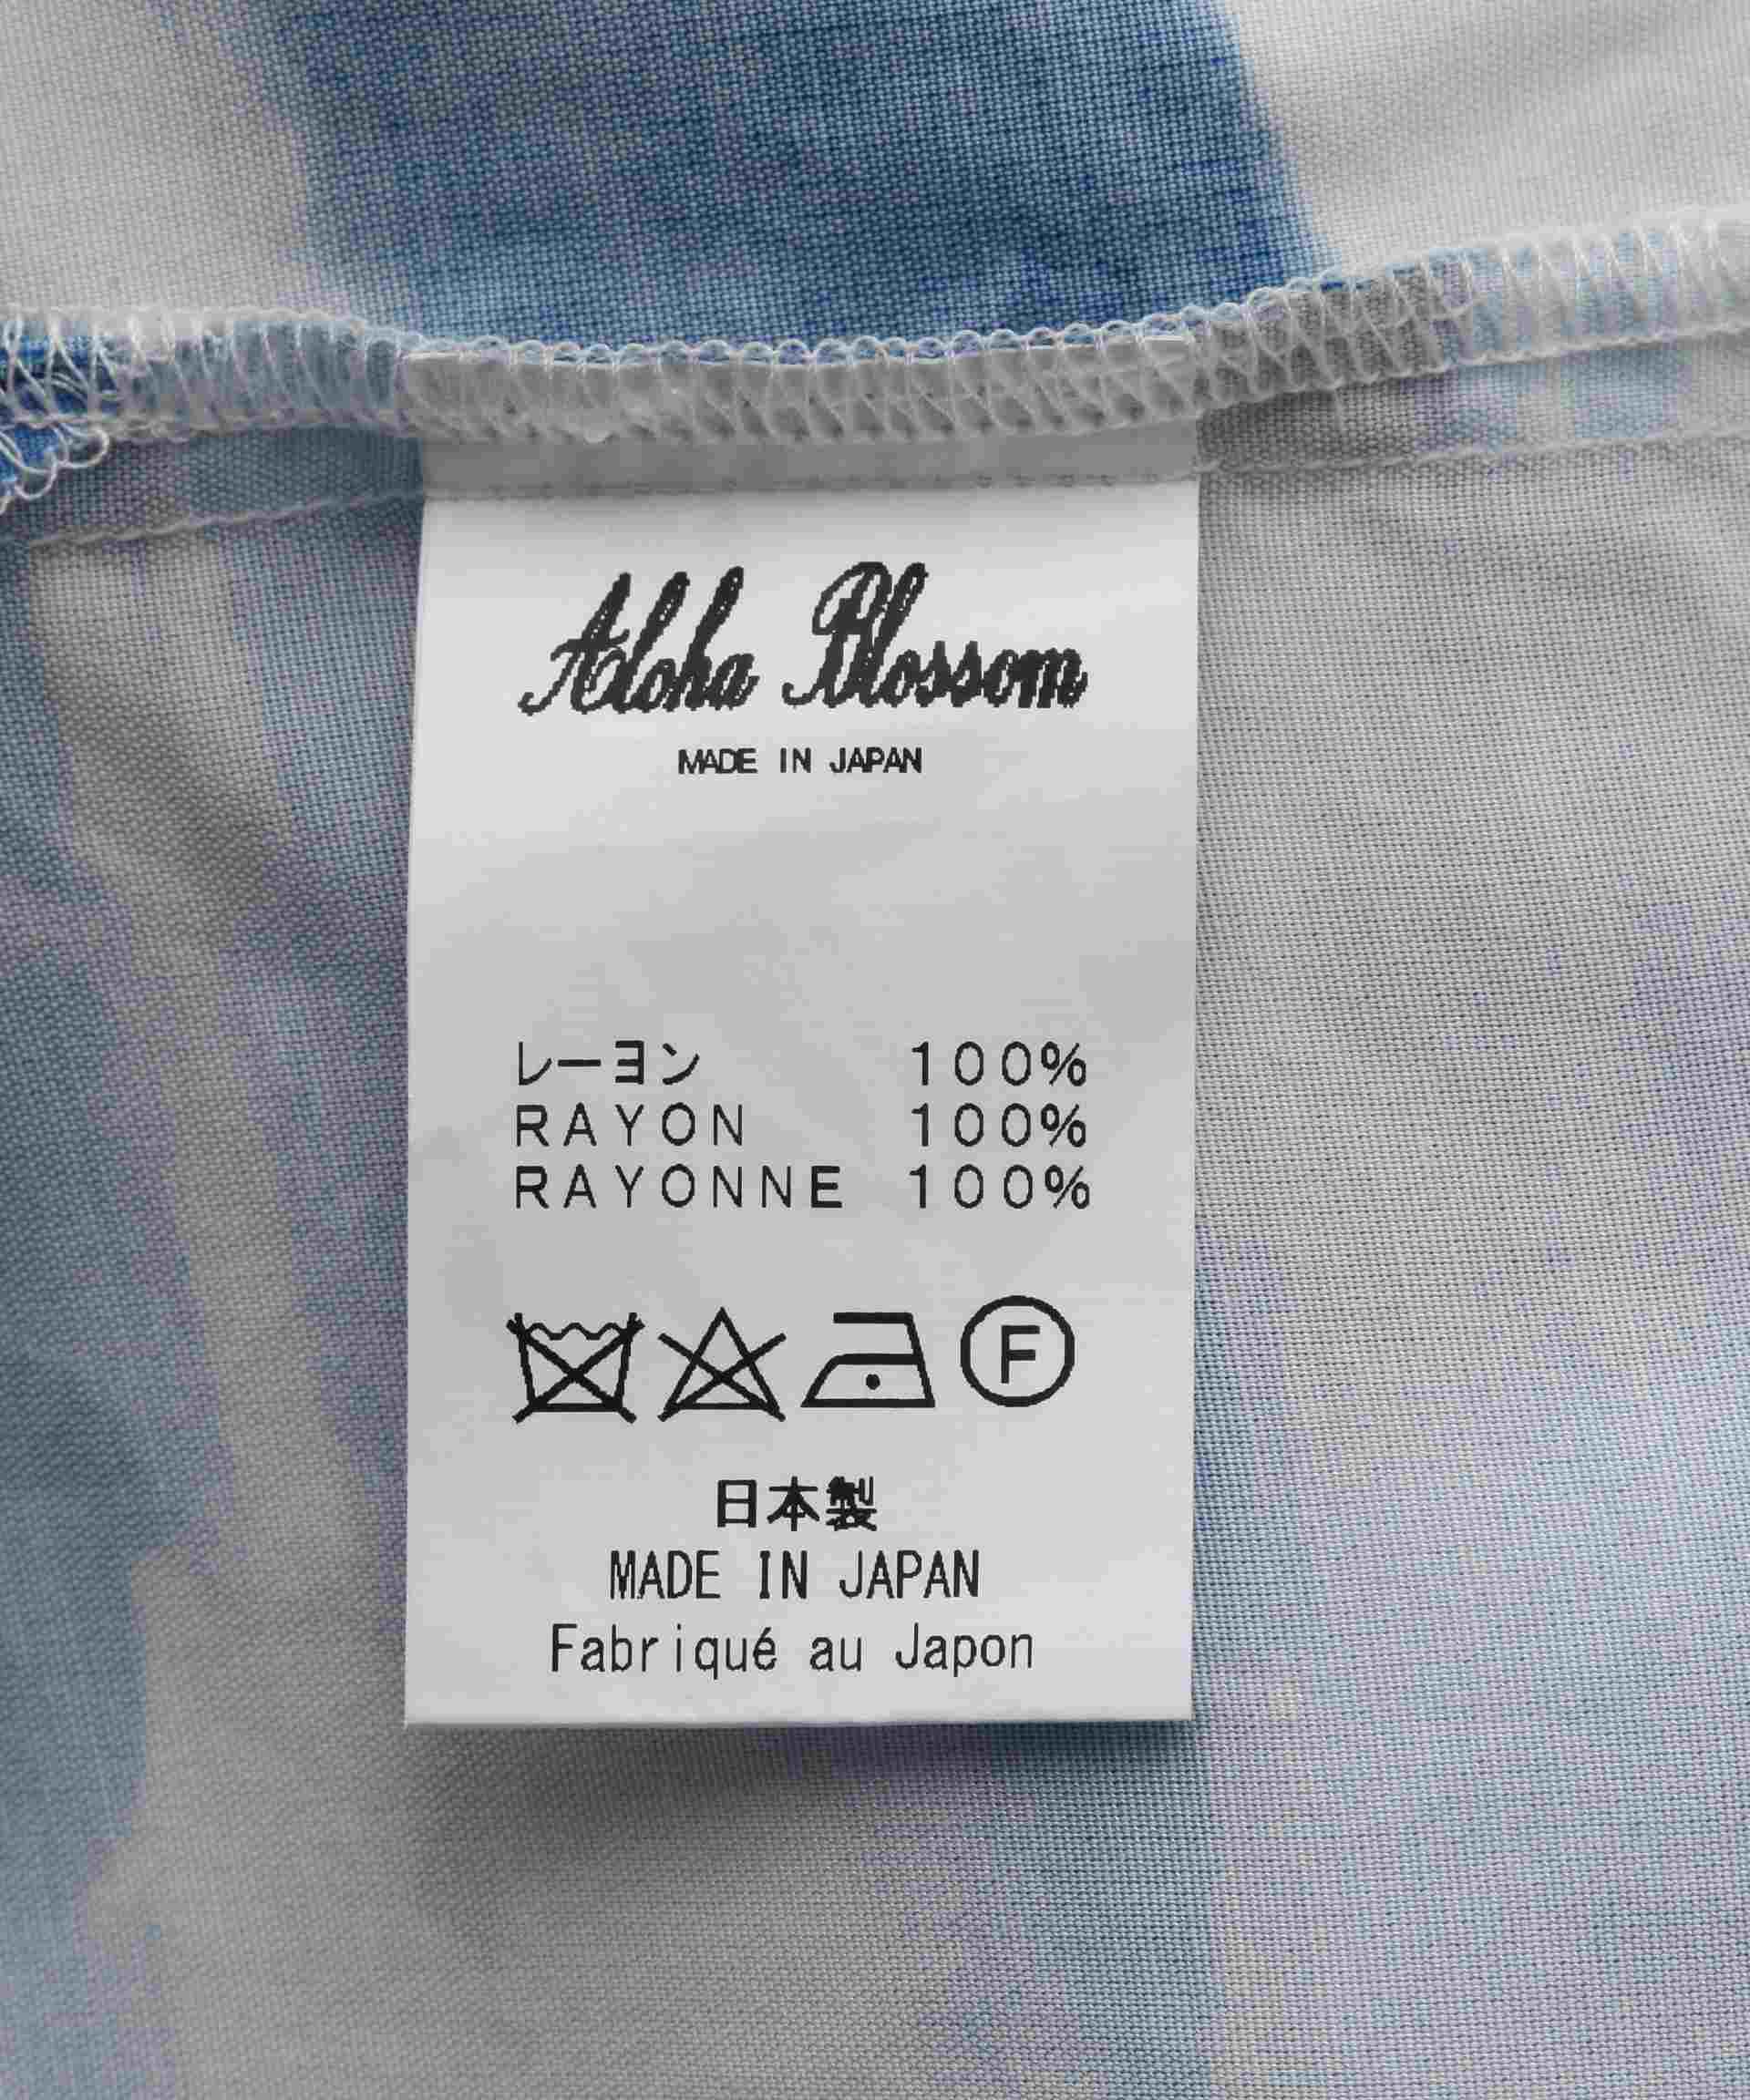 Aloha Blossom
MADE IN JAPAN
レーヨン 100%
RAYON 100%
RAYONNE 100%
F
日本製
MADE IN JAPAN
Fabriqué au Japon